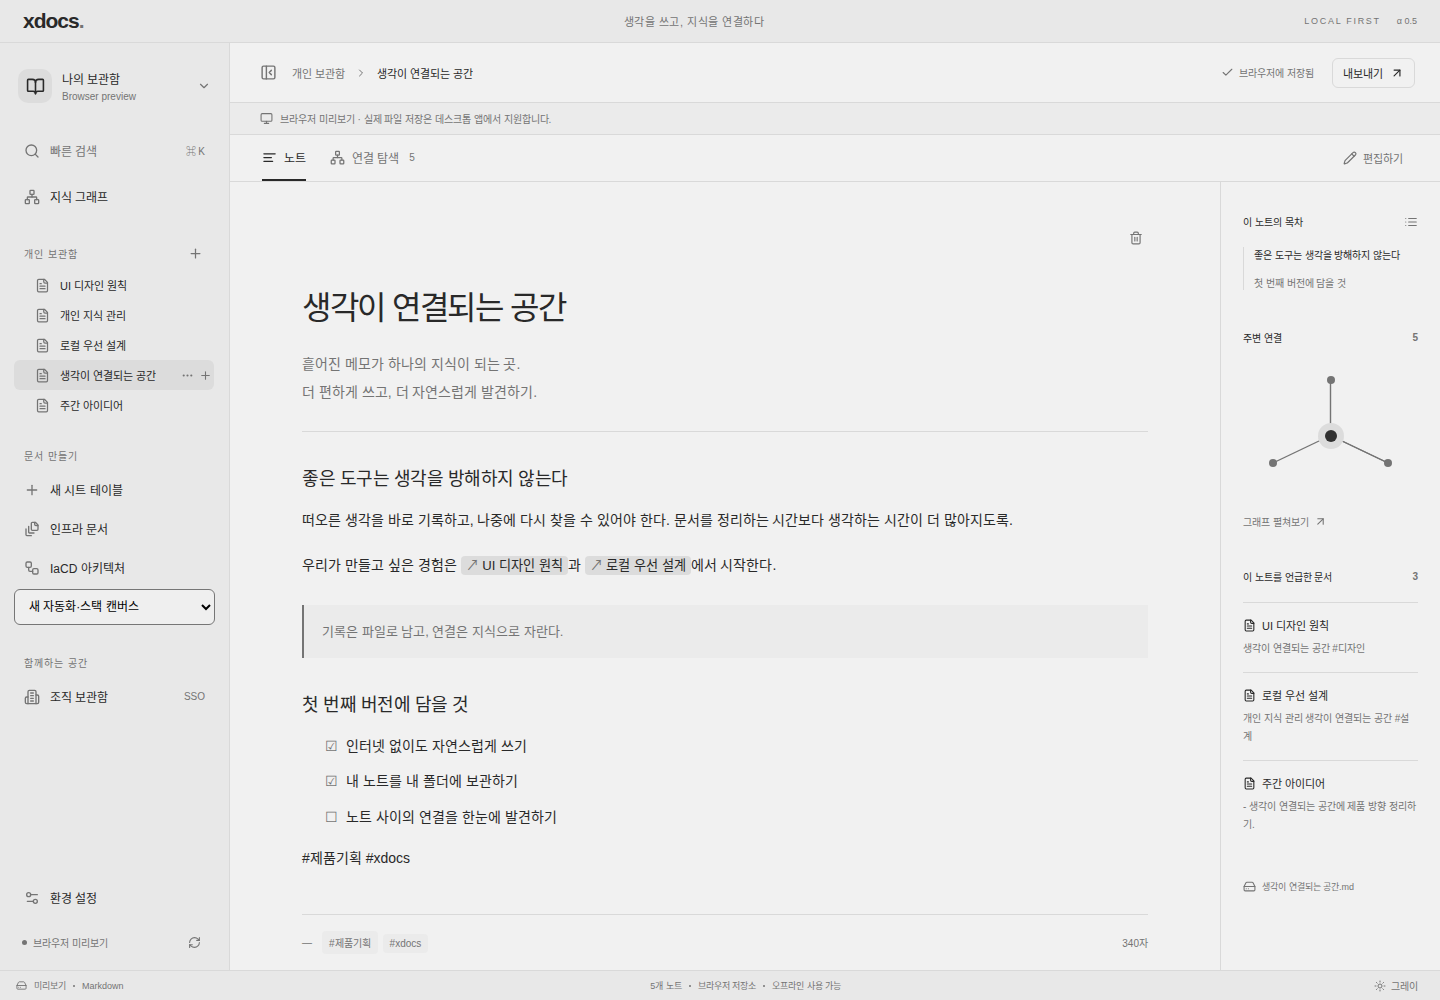 xdocs.
생각을 쓰고, 지식을 연결하다
LOCAL FIRST α 0.5
나의 보관함
Browser preview
빠른 검색 ⌘K
지식 그래프
개인 보관함
UI 디자인 원칙
개인 지식 관리
로컬 우선 설계
생각이 연결되는 공간
주간 아이디어
문서 만들기
새 시트 테이블
인프라 문서
IaCD 아키텍처
새 자동화·스택 캔버스
함께하는 공간
조직 보관함 SSO
환경 설정
브라우저 미리보기
개인 보관함 > 생각이 연결되는 공간
브라우저에 저장됨
내보내기
브라우저 미리보기 · 실제 파일 저장은 데스크톱 앱에서 지원합니다.
노트
연결 탐색 5
편집하기
생각이 연결되는 공간
흩어진 메모가 하나의 지식이 되는 곳.
더 편하게 쓰고, 더 자연스럽게 발견하기.
좋은 도구는 생각을 방해하지 않는다
떠오른 생각을 바로 기록하고, 나중에 다시 찾을 수 있어야 한다. 문서를 정리하는 시간보다 생각하는 시간이 더 많아지도록.
우리가 만들고 싶은 경험은 ↗ UI 디자인 원칙과 ↗ 로컬 우선 설계에서 시작한다.
기록은 파일로 남고, 연결은 지식으로 자란다.
첫 번째 버전에 담을 것
☑ 인터넷 없이도 자연스럽게 쓰기
☑ 내 노트를 내 폴더에 보관하기
☐ 노트 사이의 연결을 한눈에 발견하기
#제품기획 #xdocs
— #제품기획 #xdocs
340자
이 노트의 목차
좋은 도구는 생각을 방해하지 않는다
첫 번째 버전에 담을 것
주변 연결 5
그래프 펼쳐보기
이 노트를 언급한 문서 3
UI 디자인 원칙
생각이 연결되는 공간 #디자인
로컬 우선 설계
개인 지식 관리 생각이 연결되는 공간 #설
계
주간 아이디어
- 생각이 연결되는 공간에 제품 방향 정리하
기.
생각이 연결되는 공간.md
미리보기 • Markdown
5개 노트 • 브라우저 저장소 • 오프라인 사용 가능
그레이